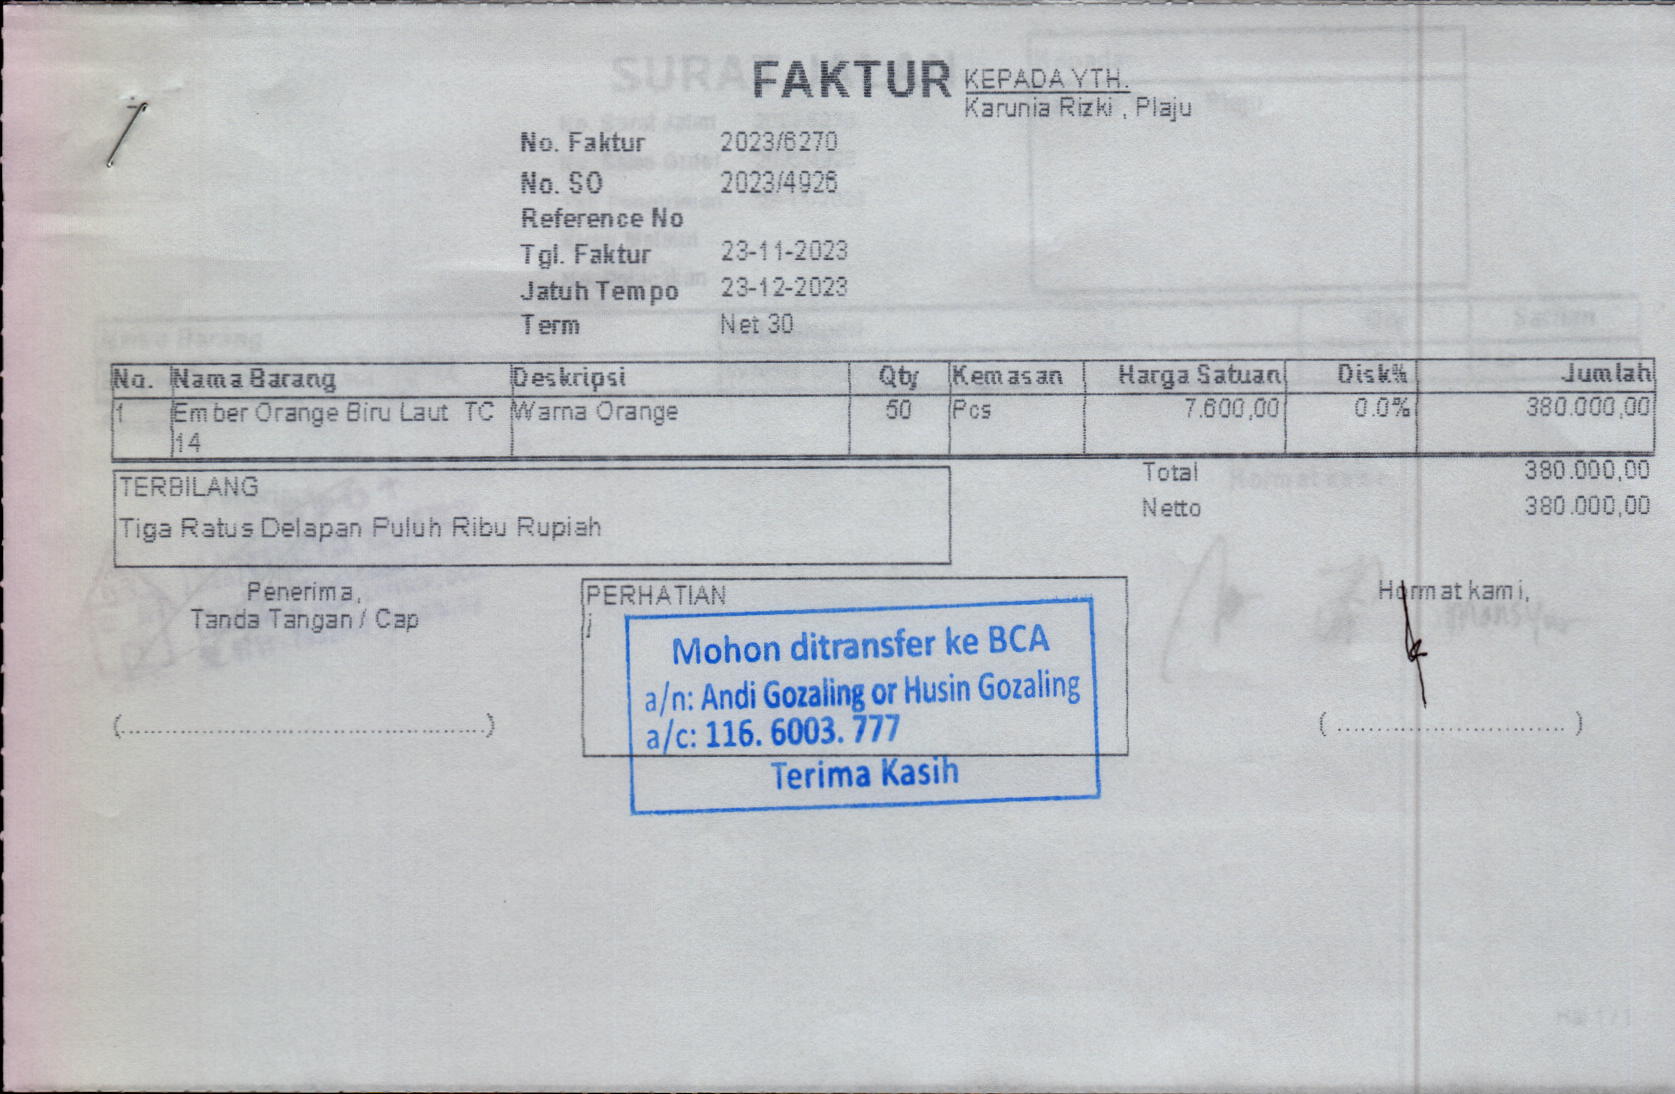 FAKTUR
KEPADA YTH.
Karunia Rizki , Plaju
No. Faktur 2023/6270
No. SO 2023/4926
Reference No
Tgl. Faktur 23-11-2023
Jatuh Tempo 23-12-2023
Term Net 30
No. Nama Barang Deskripsi Qty Kemasan Harga Satuan Disk% Jumlah
1 Ember Orange Biru Laut TC Warna Orange 50 Pcs 7.600,00 0.0% 380.000,00
14
TERBILANG
Tiga Ratus Delapan Puluh Ribu Rupiah
Total 380.000,00
Netto 380.000,00
Penerima,
Tanda Tangan / Cap
(..............................................)
PERHATIAN
Mohon ditransfer ke BCA
a/n: Andi Gozaling or Husin Gozaling
a/c: 116. 6003. 777
Terima Kasih
Hormat kami,
( ............................. )